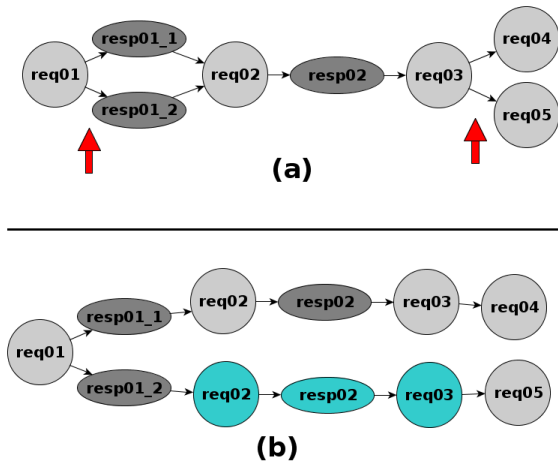 resp01_1
req04
req01
req02
resp02
req03
resp01_2
req05
(a)
resp01_1
req02
resp02
req03
req04
req01
resp01_2
req02
resp02
req03
req05
(b)